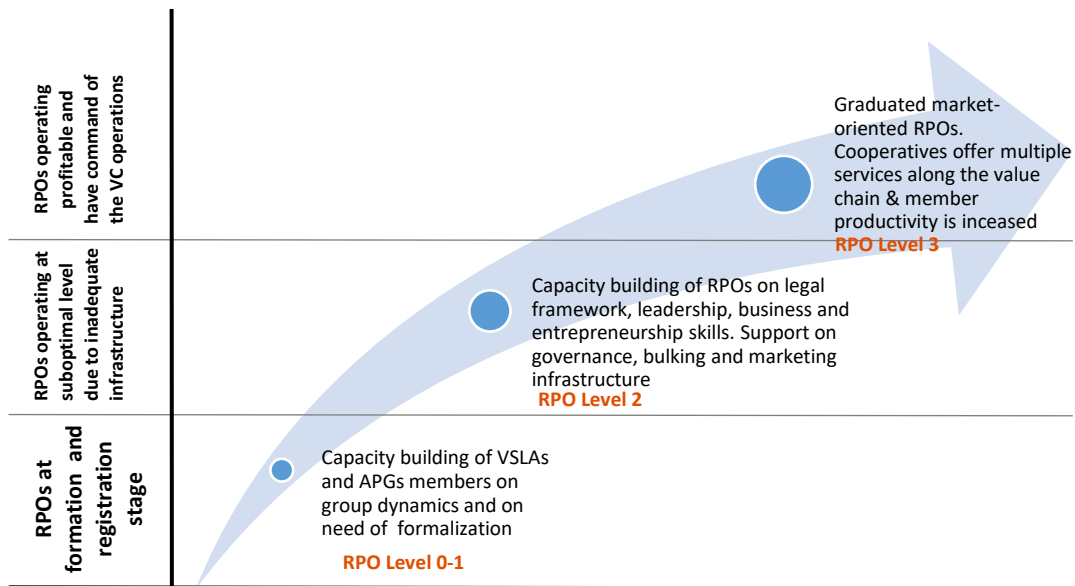 RPOs operating
profitable and
have command of
the VC operations
Graduated market-
oriented RPOs.
Cooperatives offer multiple
services along the value
chain & member
productivity is inceased
RPO Level 3
RPOs operating at
suboptimal level
due to inadequate
infrastructure
Capacity building of RPOs on legal
framework, leadership, business and
entrepreneurship skills. Support on
governance, bulking and marketing
infrastructure
RPO Level 2
RPOs at
formation and
registration
stage
Capacity building of VSLAs
and APGs members on
group dynamics and on
need of formalization
RPO Level 0-1